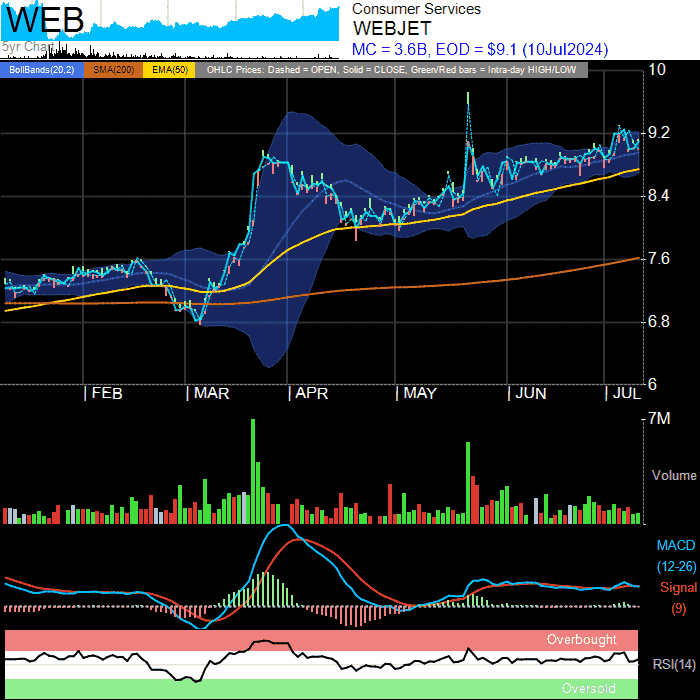 WEB
5yr Chart
Consumer Services
WEBJET
MC = 3.6B, EOD = $9.1 (10Jul2024)
BollBands(20,2) SMA(200) EMA(50) OHLC Prices: Dashed = OPEN, Solid = CLOSE, Green/Red bars = Intra-day HIGH/LOW
10
9.2
8.4
7.6
6.8
6
| FEB | MAR | APR | MAY | JUN | JUL
7M
Volume
MACD
(12-26)
Signal
(9)
Overbought
RSI(14)
Oversold